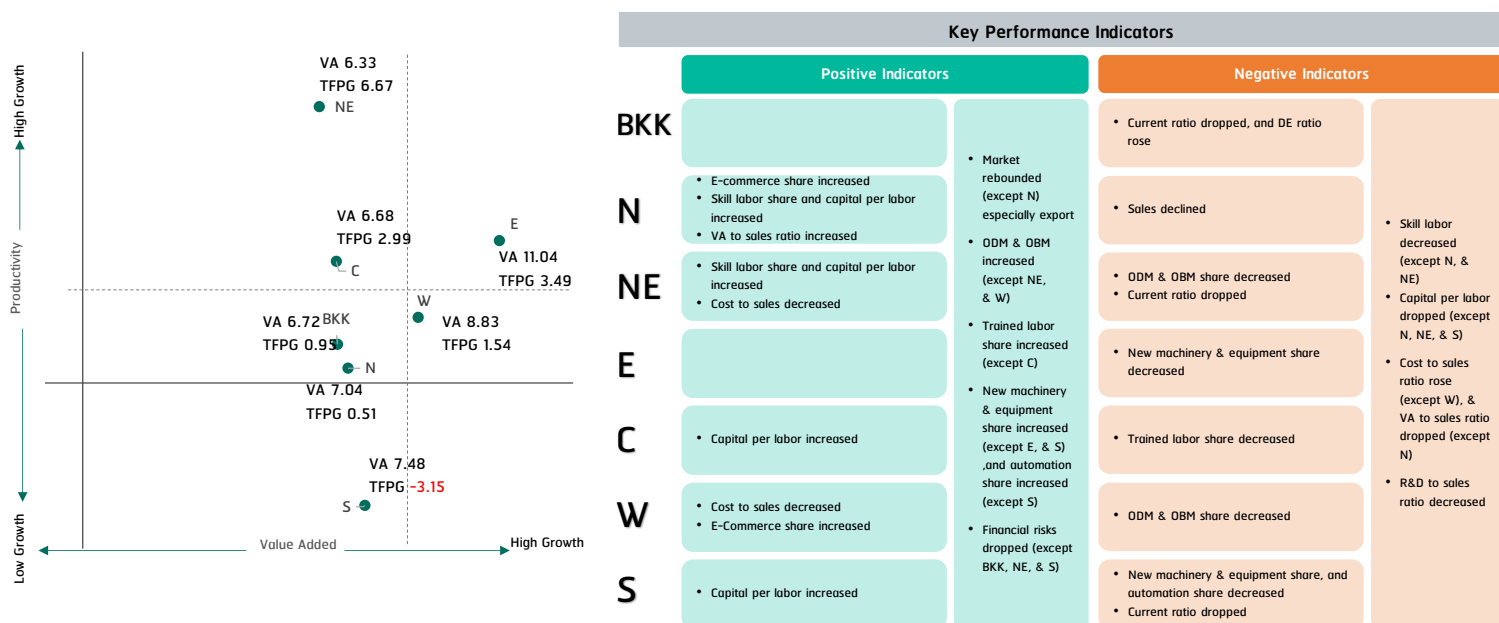 High Growth
Productivity
Low Growth
VA 6.33
TFPG 6.67
NE
VA 6.68
TFPG 2.99
C
E
VA 11.04
TFPG 3.49
W
VA 8.83
TFPG 1.54
VA 6.72
BKK
TFPG 0.95
N
VA 7.04
TFPG 0.51
VA 7.48
TFPG -3.15
S
Value Added
High Growth
Key Performance Indicators
Positive Indicators
Negative Indicators
BKK
• Current ratio dropped, and DE ratio
rose
N
• E-commerce share increased
• Skill labor share and capital per labor
increased
• VA to sales ratio increased
• Sales declined
NE
• Skill labor share and capital per labor
increased
• Cost to sales decreased
• ODM & OBM share decreased
• Current ratio dropped
E
• New machinery & equipment share
decreased
C
• Capital per labor increased
• Trained labor share decreased
W
• Cost to sales decreased
• E-Commerce share increased
• ODM & OBM share decreased
S
• Capital per labor increased
• New machinery & equipment share, and
automation share decreased
• Current ratio dropped
• Market
rebounded
(except N)
especially export
• ODM & OBM
increased
(except NE,
& W)
• Trained labor
share increased
(except C)
• New machinery
& equipment
share increased
(except E, & S)
,and automation
share increased
(except S)
• Financial risks
dropped (except
BKK, NE, & S)
• Skill labor
decreased
(except N, &
NE)
• Capital per labor
dropped (except
N, NE, & S)
• Cost to sales
ratio rose
(except W), &
VA to sales ratio
dropped (except
N)
• R&D to sales
ratio decreased